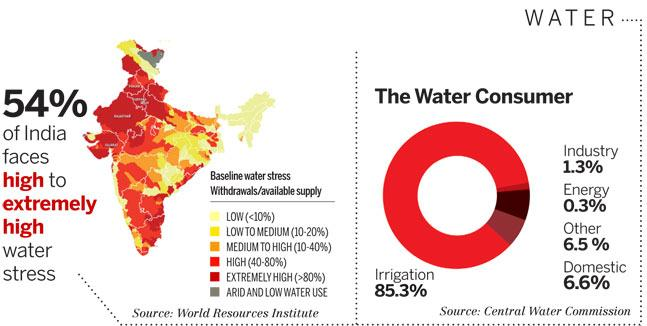 WATER
54%
of India
faces
high to
extremely
high
water
stress
RAJASTHAN
GUJARAT
Baseline water stress
Withdrawals/available supply
LOW (<10%)
LOW TO MEDIUM (10-20%)
MEDIUM TO HIGH (10-40%)
HIGH (40-80%)
EXTREMELY HIGH (>80%)
ARID AND LOW WATER USE
Source: World Resources Institute
The Water Consumer
Industry
1.3%
Energy
0.3%
Other
6.5 %
Domestic
6.6%
Irrigation
85.3%
Source: Central Water Commission